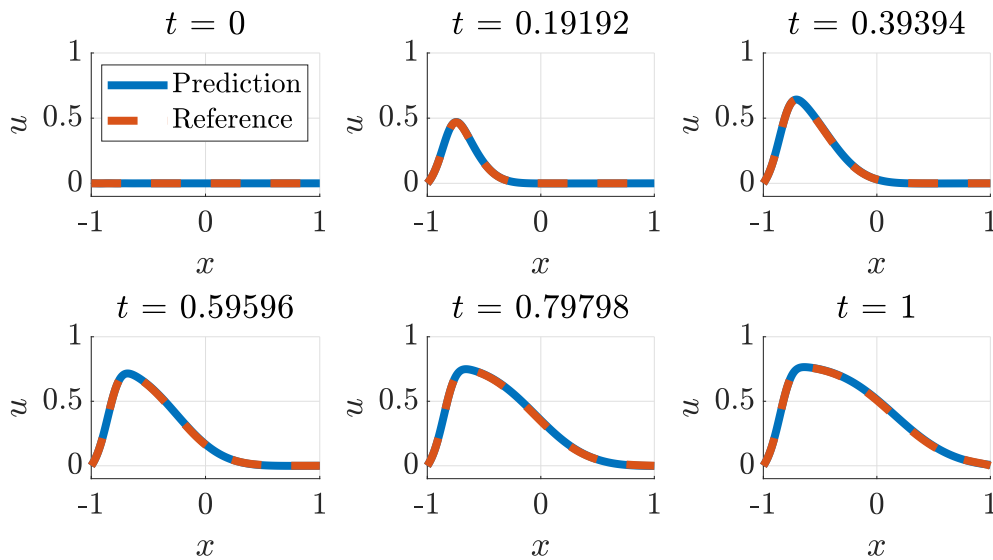 t = 0
1
0.5
0
u
Prediction
Reference
-1 0 1
x
t = 0.19192
1
0.5
0
u
-1 0 1
x
t = 0.39394
1
0.5
0
u
-1 0 1
x
t = 0.59596
1
0.5
0
u
-1 0 1
x
t = 0.79798
1
0.5
0
u
-1 0 1
x
t = 1
1
0.5
0
u
-1 0 1
x